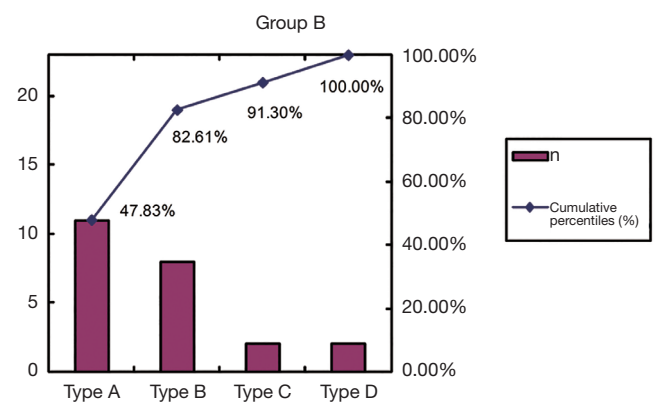 Group B
20
15
10
5
0
100.00%
80.00%
60.00%
40.00%
20.00%
0.00%
47.83%
82.61%
91.30%
100.00%
Type A
Type B
Type C
Type D
n
Cumulative
percentiles (%)